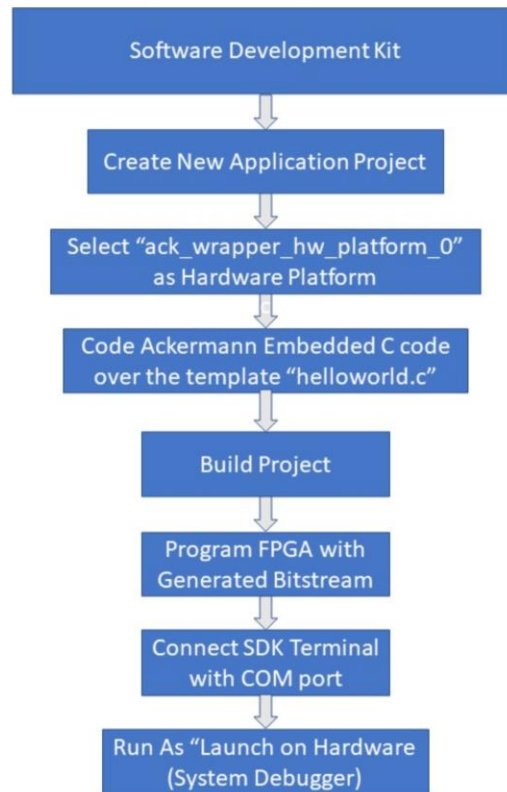 Software Development Kit
Create New Application Project
Select “ack_wrapper_hw_platform_0”
as Hardware Platform
Code Ackermann Embedded C code
over the template “helloworld.c”
Build Project
Program FPGA with
Generated Bitstream
Connect SDK Terminal
with COM port
Run As “Launch on Hardware
(System Debugger)